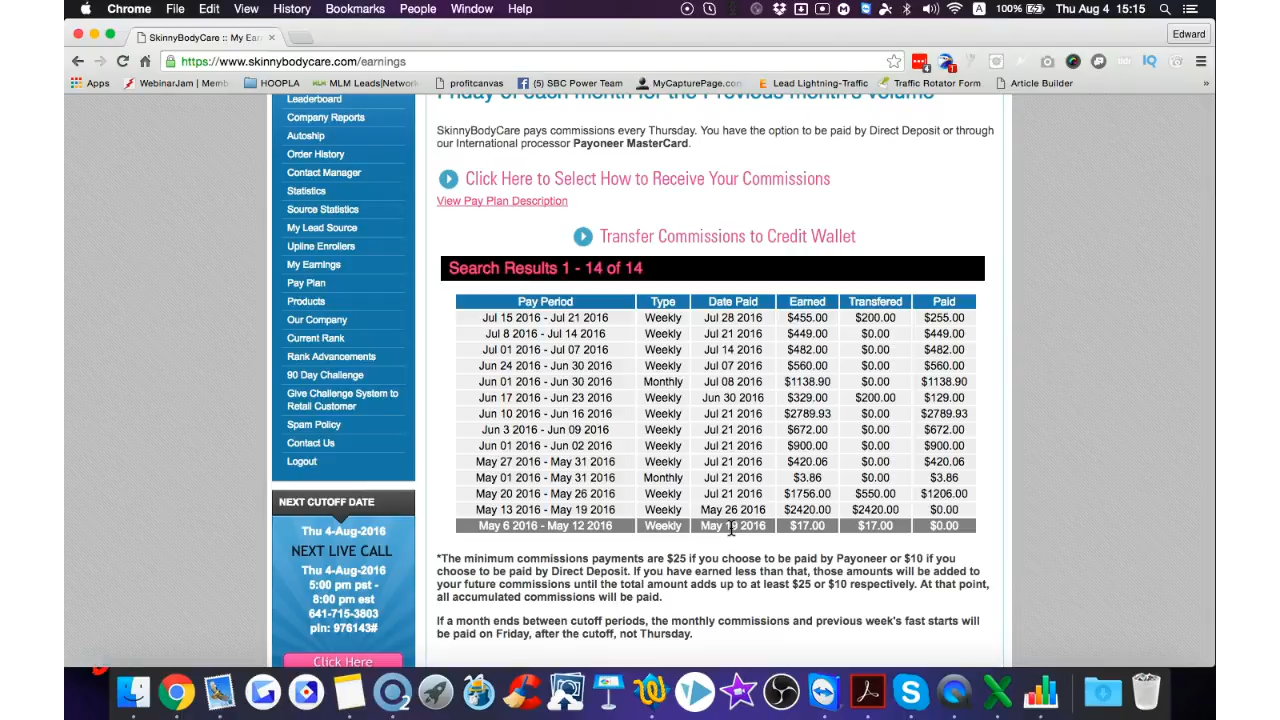 Chrome File Edit View History Bookmarks People Window Help 100% Thu Aug 4 15:15
SkinnyBodyCare :: My Ear Edward
https://www.skinnybodycare.com/earnings
Apps WebinarJam | Memb HOOPLA MLM Leads|Network profitcanvas (5) SBC Power Team MyCapturePage.com Lead Lightning-Traffic Traffic Rotator Form Article Builder »
Leaderboard
Company Reports
Autoship
Order History
Contact Manager
Statistics
Source Statistics
My Lead Source
Upline Enrollers
My Earnings
Pay Plan
Products
Our Company
Current Rank
Rank Advancements
90 Day Challenge
Give Challenge System to
Retail Customer
Spam Policy
Contact Us
Logout
NEXT CUTOFF DATE
Thu 4-Aug-2016
NEXT LIVE CALL
Thu 4-Aug-2016
5:00 pm pst -
8:00 pm est
641-715-3803
pin: 976143#
Click Here
Friday of each month for the Previous month's volume
SkinnyBodyCare pays commissions every Thursday. You have the option to be paid by Direct Deposit or through
our International processor Payoneer MasterCard.
Click Here to Select How to Receive Your Commissions
View Pay Plan Description
Transfer Commissions to Credit Wallet
Search Results 1 - 14 of 14
Pay Period Type Date Paid Earned Transfered Paid
Jul 15 2016 - Jul 21 2016 Weekly Jul 28 2016 $455.00 $200.00 $255.00
Jul 8 2016 - Jul 14 2016 Weekly Jul 21 2016 $449.00 $0.00 $449.00
Jul 01 2016 - Jul 07 2016 Weekly Jul 14 2016 $482.00 $0.00 $482.00
Jun 24 2016 - Jun 30 2016 Weekly Jul 07 2016 $560.00 $0.00 $560.00
Jun 01 2016 - Jun 30 2016 Monthly Jul 08 2016 $1138.90 $0.00 $1138.90
Jun 17 2016 - Jun 23 2016 Weekly Jun 30 2016 $329.00 $200.00 $129.00
Jun 10 2016 - Jun 16 2016 Weekly Jul 21 2016 $2789.93 $0.00 $2789.93
Jun 3 2016 - Jun 09 2016 Weekly Jul 21 2016 $672.00 $0.00 $672.00
Jun 01 2016 - Jun 02 2016 Weekly Jul 21 2016 $900.00 $0.00 $900.00
May 27 2016 - May 31 2016 Weekly Jul 21 2016 $420.06 $0.00 $420.06
May 01 2016 - May 31 2016 Monthly Jul 21 2016 $3.86 $0.00 $3.86
May 20 2016 - May 26 2016 Weekly Jul 21 2016 $1756.00 $550.00 $1206.00
May 13 2016 - May 19 2016 Weekly May 26 2016 $2420.00 $2420.00 $0.00
May 6 2016 - May 12 2016 Weekly May 19 2016 $17.00 $17.00 $0.00
*The minimum commissions payments are $25 if you choose to be paid by Payoneer or $10 if you
choose to be paid by Direct Deposit. If you have earned less than that, those amounts will be added to
your future commissions until the total amount adds up to at least $25 or $10 respectively. At that point,
all accumulated commissions will be paid.
If a month ends between cutoff periods, the monthly commissions and previous week's fast starts will
be paid on Friday, after the cutoff, not Thursday.